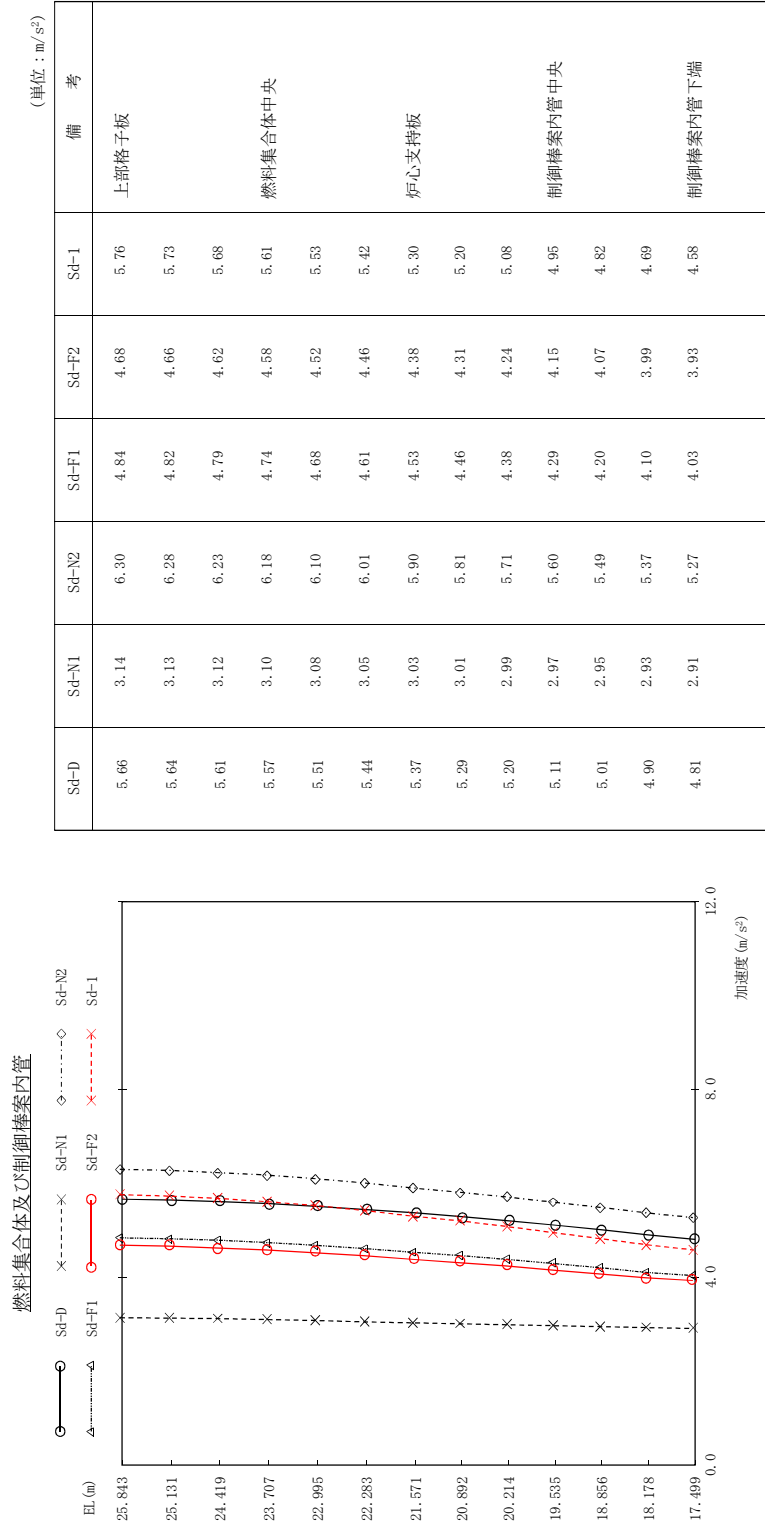 燃料集合体及び制御棒案内管
Sd-D Sd-N1 Sd-N2
Sd-F1 Sd-F2 Sd-1
EL(m)
25.843
25.131
24.419
23.707
22.995
22.283
21.571
20.892
20.214
19.535
18.856
18.178
17.499
0.0 4.0 8.0 12.0
加速度(m/s²)
(単位：m/s²)
Sd-D Sd-N1 Sd-N2 Sd-F1 Sd-F2 Sd-1 備 考
5.66 3.14 6.30 4.84 4.68 5.76 上部格子板
5.64 3.13 6.28 4.82 4.66 5.73
5.61 3.12 6.23 4.79 4.62 5.68
5.57 3.10 6.18 4.74 4.58 5.61 燃料集合体中央
5.51 3.08 6.10 4.68 4.52 5.53
5.44 3.05 6.01 4.61 4.46 5.42
5.37 3.03 5.90 4.53 4.38 5.30 炉心支持板
5.29 3.01 5.81 4.46 4.31 5.20
5.20 2.99 5.71 4.38 4.24 5.08
5.11 2.97 5.60 4.29 4.15 4.95 制御棒案内管中央
5.01 2.95 5.49 4.20 4.07 4.82
4.90 2.93 5.37 4.10 3.99 4.69
4.81 2.91 5.27 4.03 3.93 4.58 制御棒案内管下端